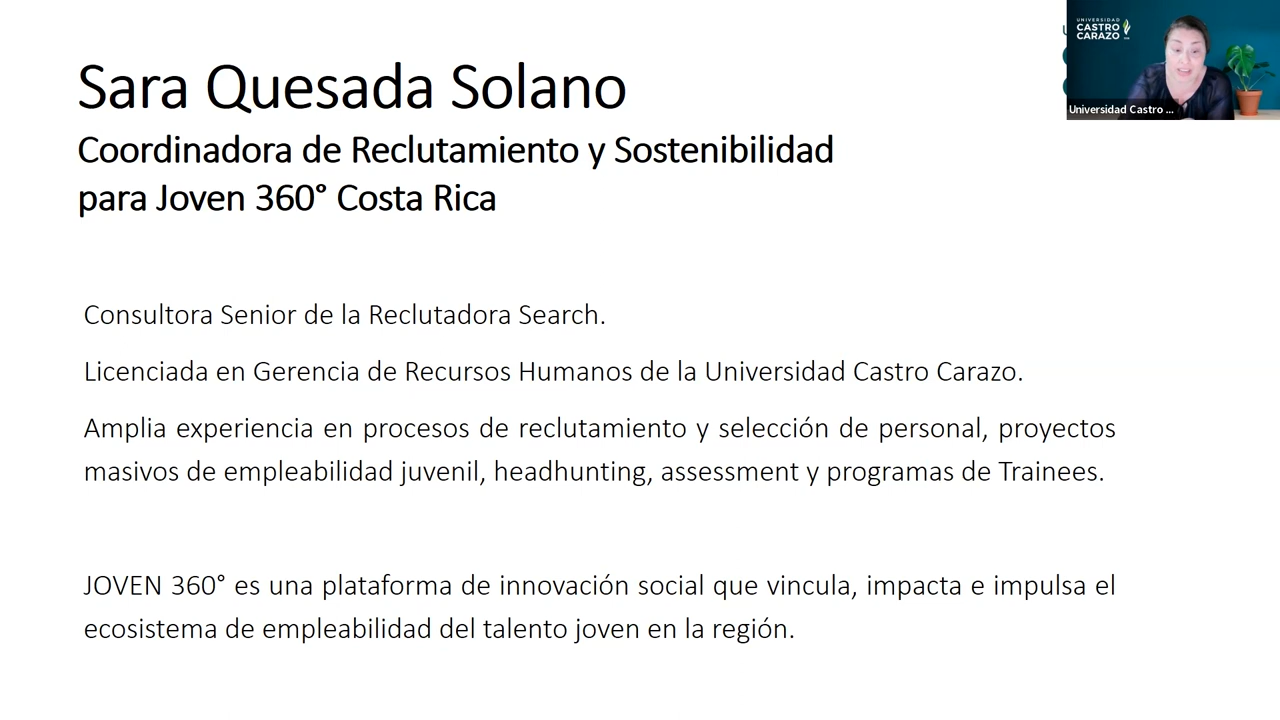 Sara Quesada Solano
Coordinadora de Reclutamiento y Sostenibilidad
para Joven 360° Costa Rica
Consultora Senior de la Reclutadora Search.
Licenciada en Gerencia de Recursos Humanos de la Universidad Castro Carazo.
Amplia experiencia en procesos de reclutamiento y selección de personal, proyectos
masivos de empleabilidad juvenil, headhunting, assessment y programas de Trainees.
JOVEN 360° es una plataforma de innovación social que vincula, impacta e impulsa el
ecosistema de empleabilidad del talento joven en la región.
UNIVERSIDAD
CASTRO
CARAZO
Universidad Castro ...